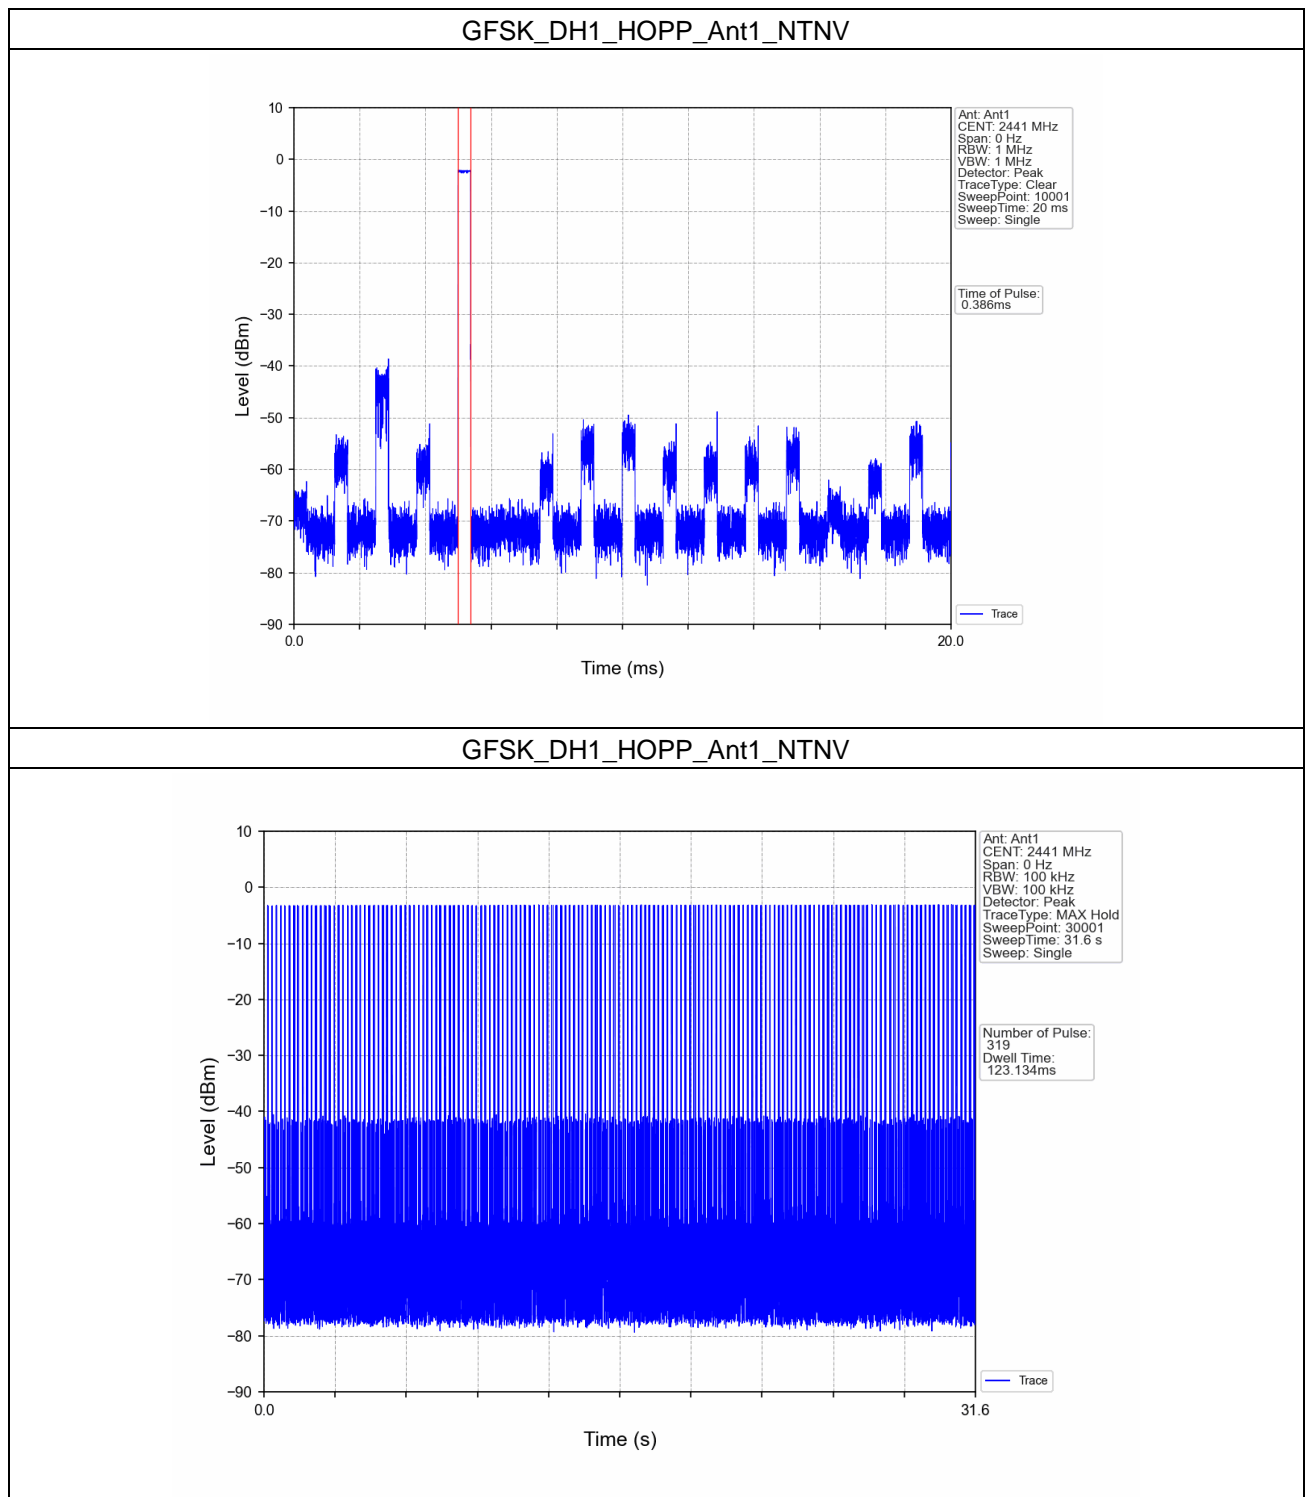 GFSK_DH1_HOPP_Ant1_NTNV
10
0
−10
−20
−30
−40
−50
−60
−70
−80
−90
Level (dBm)
0.0
20.0
Time (ms)
Ant: Ant1
CENT: 2441 MHz
Span: 0 Hz
RBW: 1 MHz
VBW: 1 MHz
Detector: Peak
TraceType: Clear
SweepPoint: 10001
SweepTime: 20 ms
Sweep: Single
Time of Pulse:
0.386ms
Trace
GFSK_DH1_HOPP_Ant1_NTNV
10
0
−10
−20
−30
−40
−50
−60
−70
−80
−90
Level (dBm)
0.0
31.6
Time (s)
Ant: Ant1
CENT: 2441 MHz
Span: 0 Hz
RBW: 100 kHz
VBW: 100 kHz
Detector: Peak
TraceType: MAX Hold
SweepPoint: 30001
SweepTime: 31.6 s
Sweep: Single
Number of Pulse:
319
Dwell Time:
123.134ms
Trace